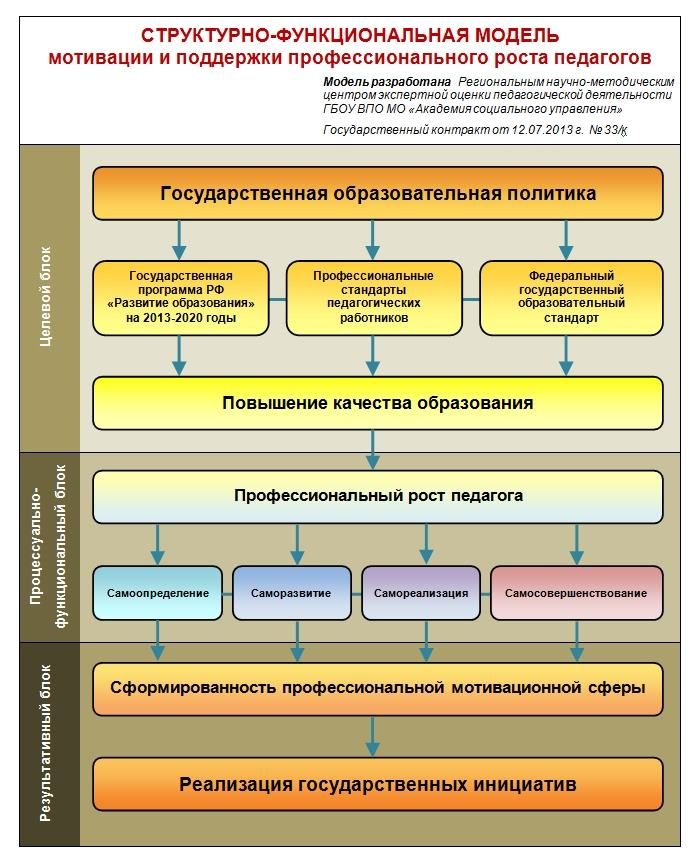 СТРУКТУРНО-ФУНКЦИОНАЛЬНАЯ МОДЕЛЬ
мотивации и поддержки профессионального роста педагогов
Модель разработана Региональным научно-методическим
центром экспертной оценки педагогической деятельности
ГБОУ ВПО МО «Академия социального управления»
Государственный контракт от 12.07.2013 г. № 33/к
Целевой блок
Государственная образовательная политика
Государственная
программа РФ
«Развитие образования»
на 2013-2020 годы
Профессиональные
стандарты
педагогических
работников
Федеральный
государственный
образовательный
стандарт
Повышение качества образования
Процессуально-
функциональный блок
Профессиональный рост педагога
Самоопределение
Саморазвитие
Самореализация
Самосовершенствование
Результативный блок
Сформированность профессиональной мотивационной сферы
Реализация государственных инициатив